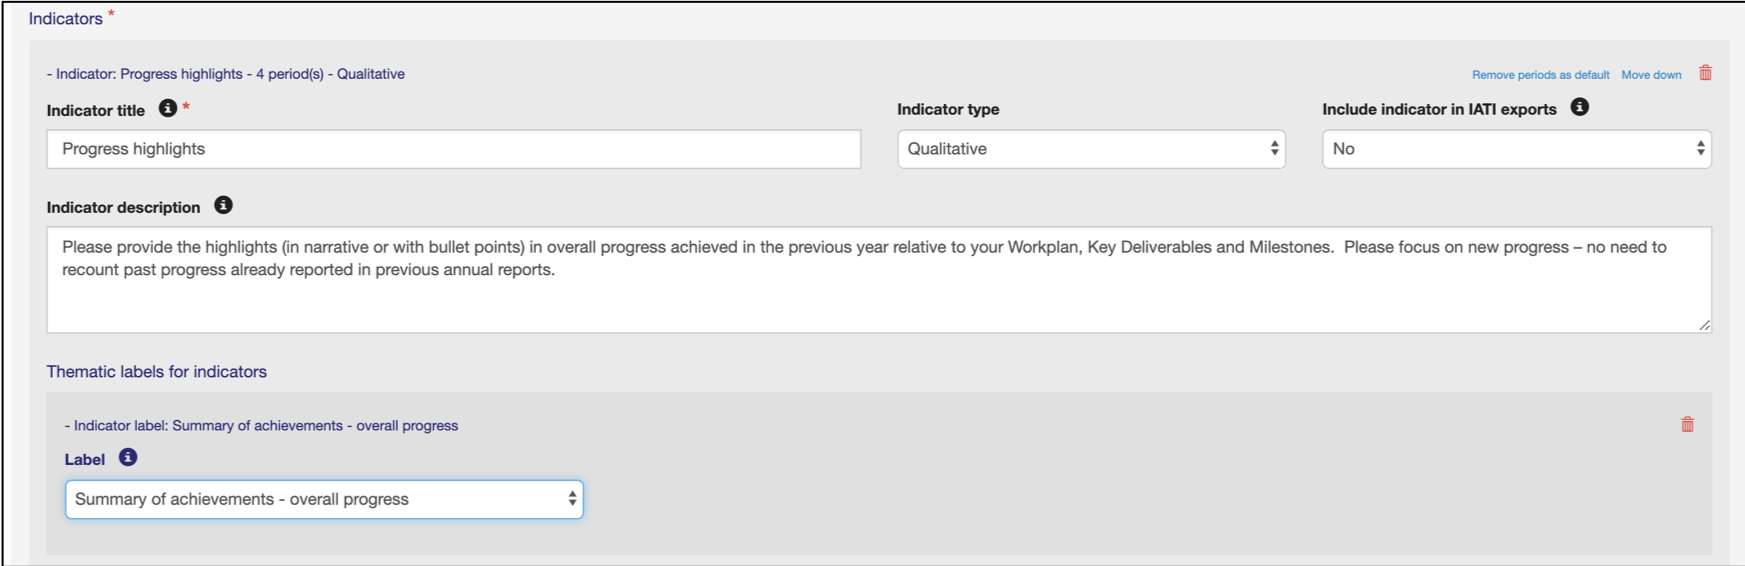 Indicators *
- Indicator: Progress highlights - 4 period(s) - Qualitative
Remove periods as default Move down
Indicator title *
Indicator type
Include indicator in IATI exports
Progress highlights
Qualitative
No
Indicator description
Please provide the highlights (in narrative or with bullet points) in overall progress achieved in the previous year relative to your Workplan, Key Deliverables and Milestones.  Please focus on new progress – no need to
recount past progress already reported in previous annual reports.
Thematic labels for indicators
- Indicator label: Summary of achievements - overall progress
Label
Summary of achievements - overall progress